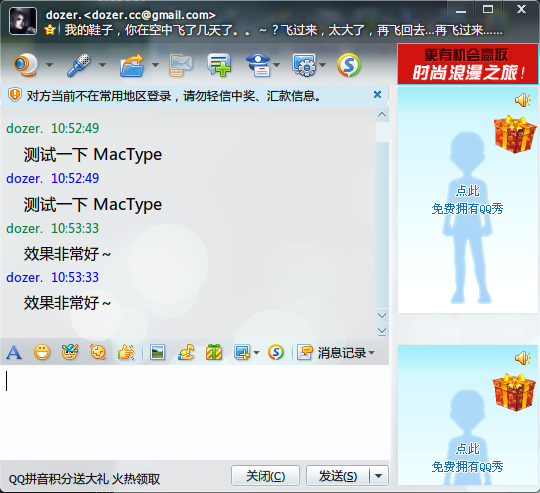 dozer.<dozer.cc@gmail.com>
我的鞋子，你在空中飞了几天了。。～？飞过来，太大了，再飞回去...再飞过来......
更有机会赢取
时尚浪漫之旅！
对方当前不在常用地区登录，请勿轻信中奖、汇款信息。
dozer. 10:52:49
测试一下 MacType
dozer. 10:52:49
测试一下 MacType
dozer. 10:53:33
效果非常好～
dozer. 10:53:33
效果非常好～
点此
免费拥有QQ秀
消息记录
QQ拼音积分送大礼 火热领取
关闭(C)
发送(S)
点此
免费拥有QQ秀